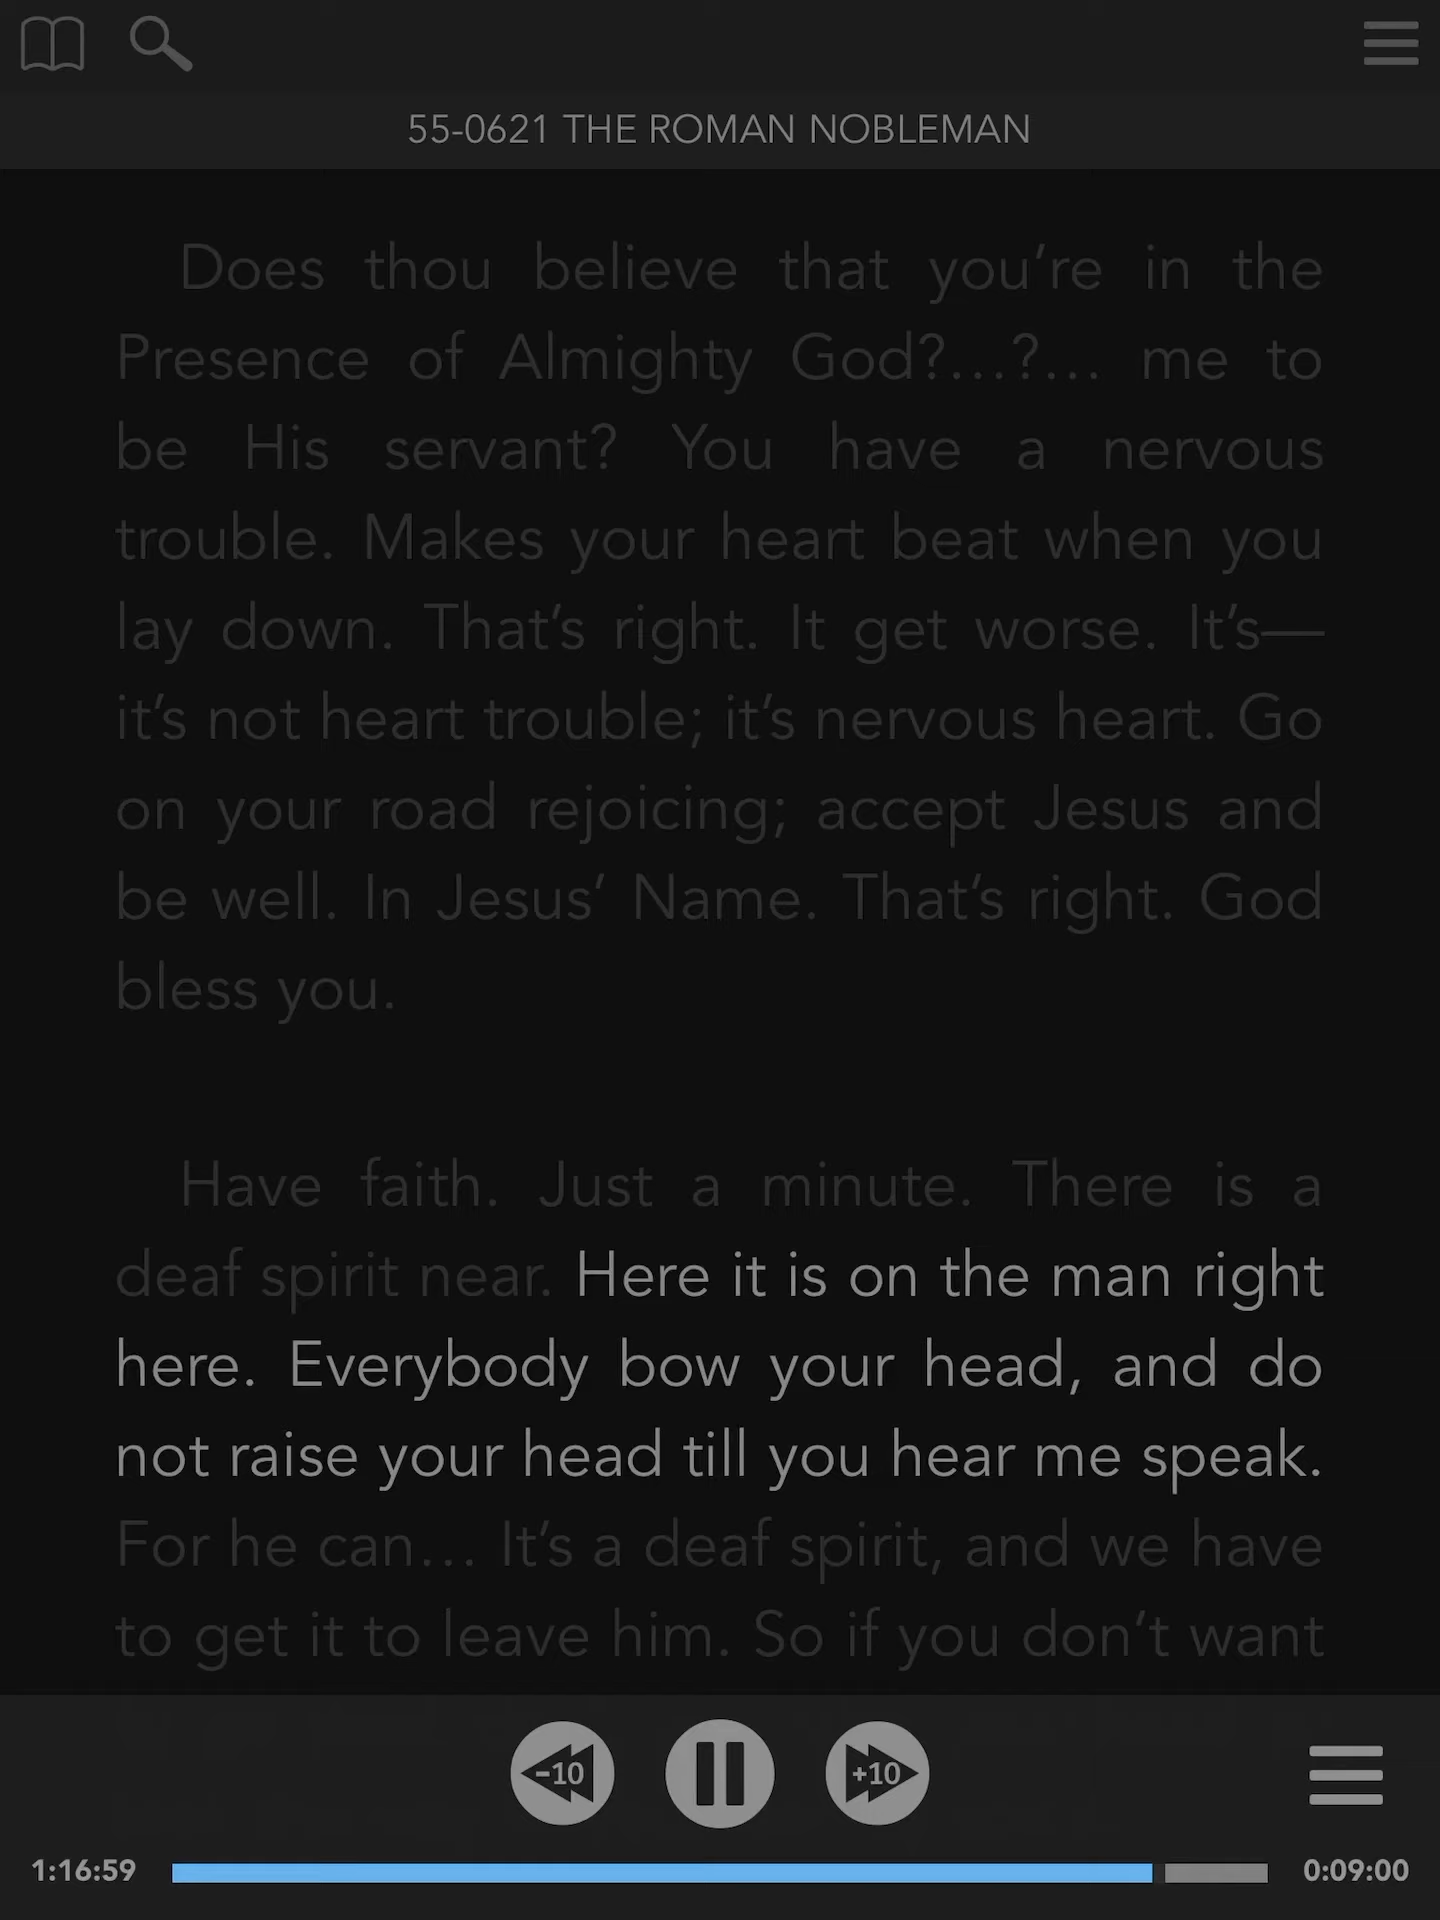 55-0621 THE ROMAN NOBLEMAN
Does thou believe that you’re in the
Presence of Almighty God?…?… me to
be His servant? You have a nervous
trouble. Makes your heart beat when you
lay down. That’s right. It get worse. It’s—
it’s not heart trouble; it’s nervous heart. Go
on your road rejoicing; accept Jesus and
be well. In Jesus’ Name. That’s right. God
bless you.
Have faith. Just a minute. There is a
deaf spirit near. Here it is on the man right
here. Everybody bow your head, and do
not raise your head till you hear me speak.
For he can… It’s a deaf spirit, and we have
to get it to leave him. So if you don’t want
-10 +10
1:16:59 0:09:00